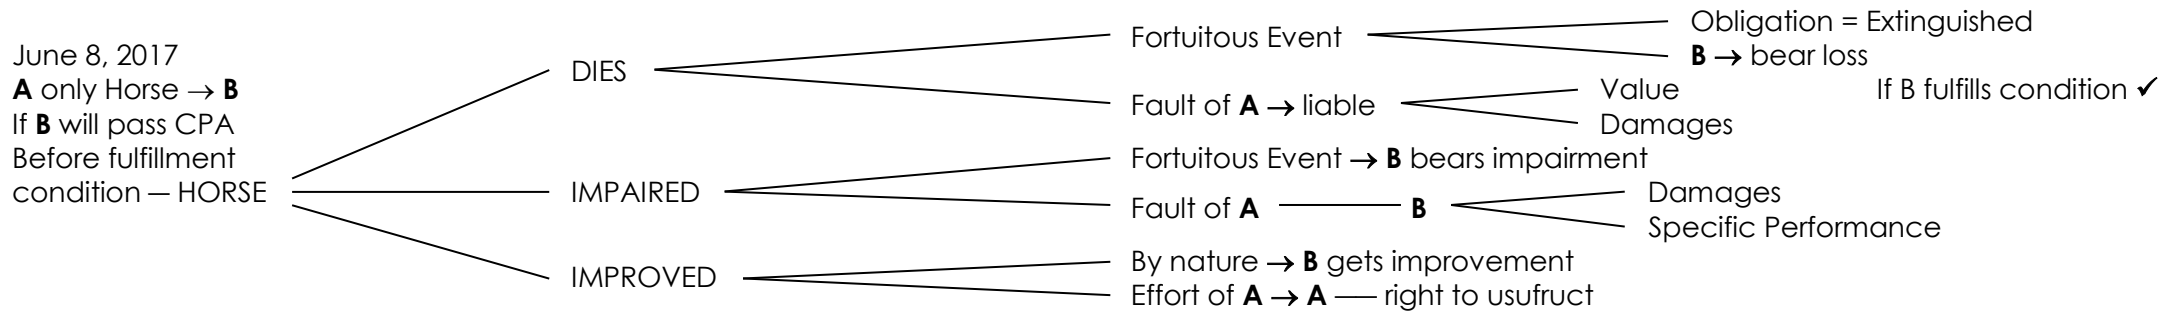 June 8, 2017
A only Horse → B
If B will pass CPA
Before fulfillment
condition — HORSE
DIES
Fortuitous Event
Obligation = Extinguished
B → bear loss
Fault of A → liable
Value
Damages
If B fulfills condition ✓
IMPAIRED
Fortuitous Event → B bears impairment
Fault of A —— B
Damages
Specific Performance
IMPROVED
By nature → B gets improvement
Effort of A → A — right to usufruct